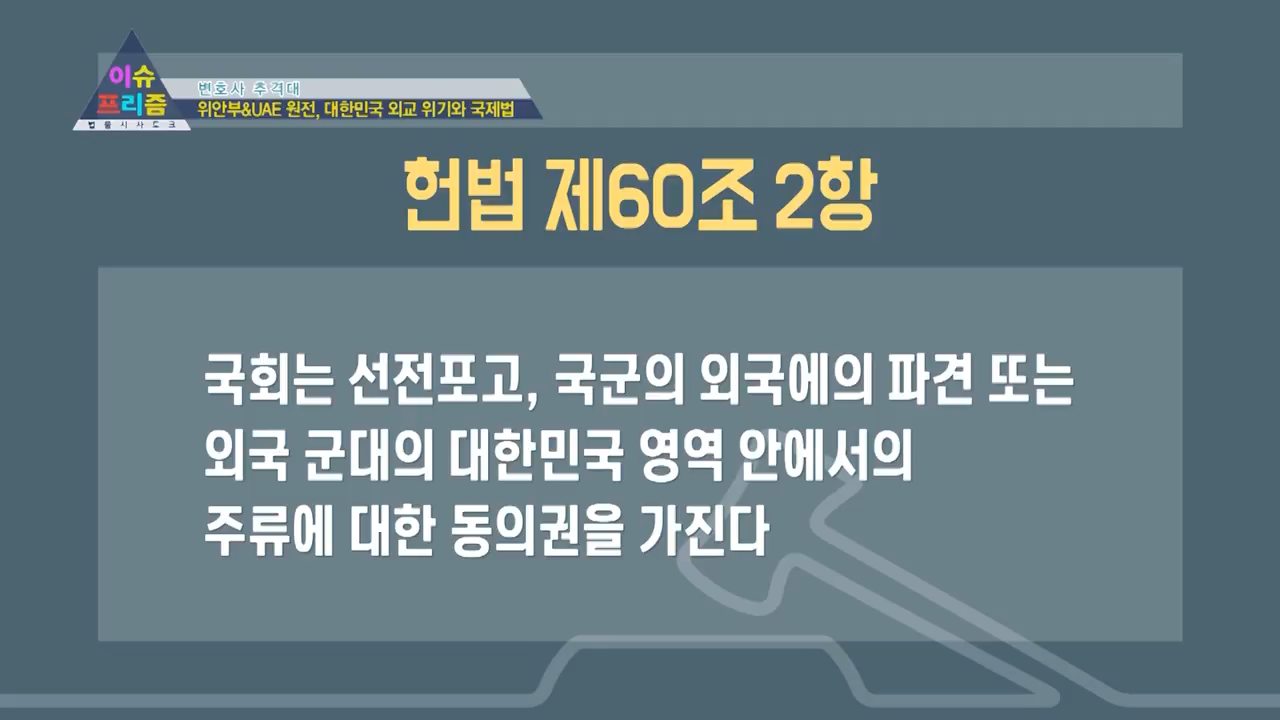 이슈
프리즘
법률시사토크
변호사 추격대
위안부&UAE 원전, 대한민국 외교 위기와 국제법
헌법 제60조 2항
국회는 선전포고, 국군의 외국에의 파견 또는
외국 군대의 대한민국 영역 안에서의
주류에 대한 동의권을 가진다